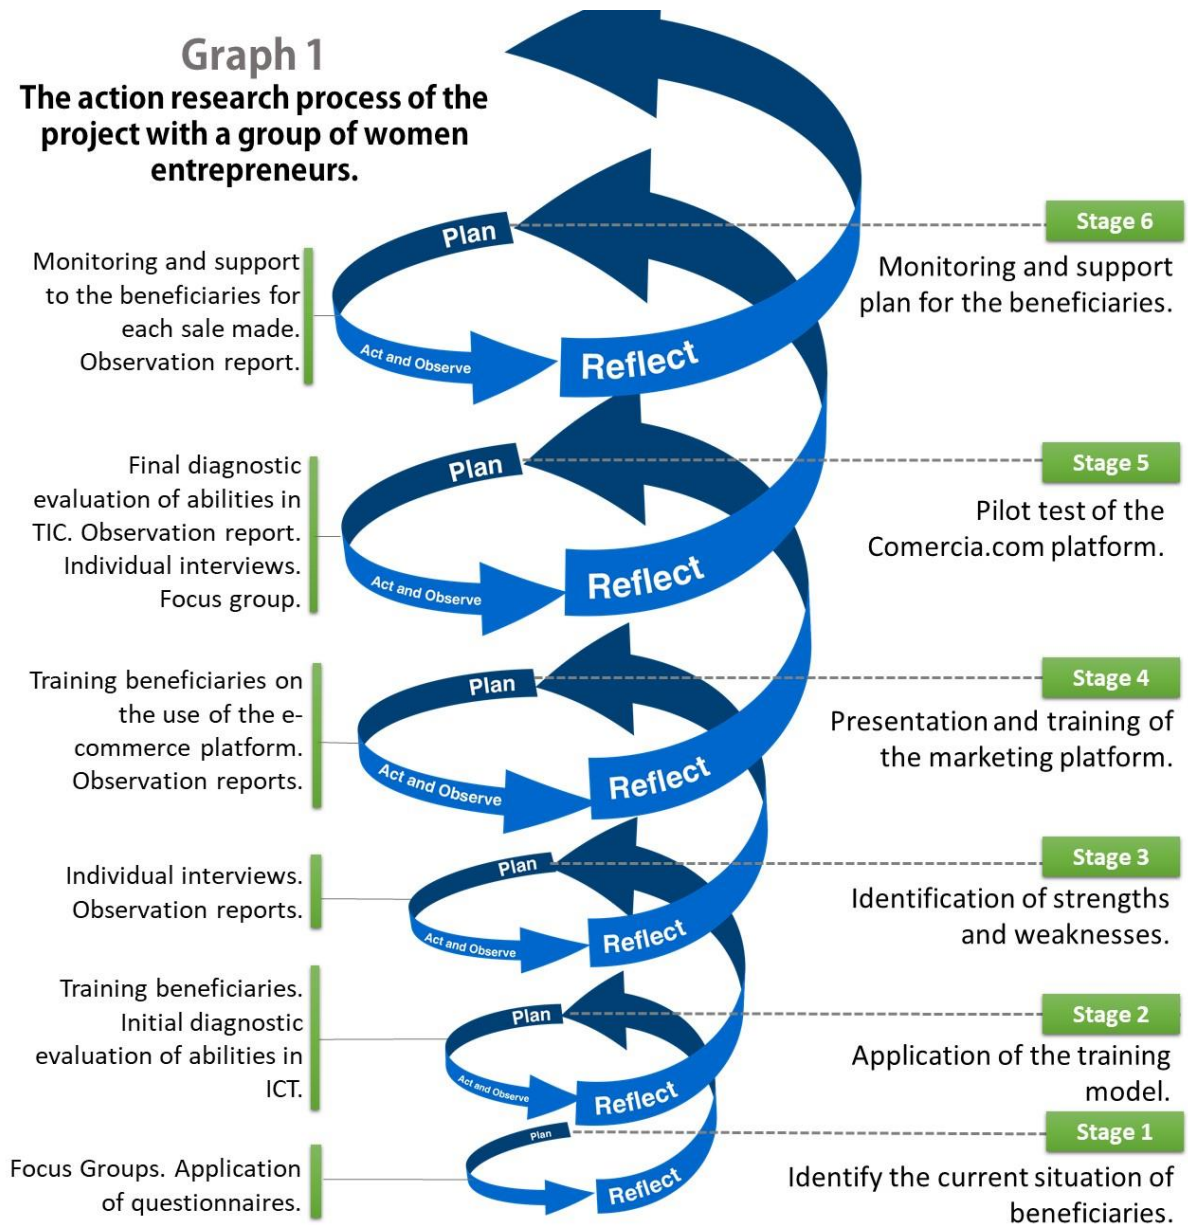 Graph 1
The action research process of the
project with a group of women
entrepreneurs.
Plan
Stage 6
Monitoring and support
to the beneficiaries for
each sale made.
Observation report.
Monitoring and support
plan for the beneficiaries.
Act and Observe
Reflect
Plan
Stage 5
Final diagnostic
evaluation of abilities in
TIC. Observation report.
Individual interviews.
Focus group.
Pilot test of the
Comercia.com platform.
Act and Observe
Reflect
Plan
Stage 4
Training beneficiaries on
the use of the e-
commerce platform.
Observation reports.
Presentation and training of
the marketing platform.
Act and Observe
Reflect
Plan
Stage 3
Individual interviews.
Observation reports.
Identification of strengths
and weaknesses.
Act and Observe
Reflect
Plan
Stage 2
Training beneficiaries.
Initial diagnostic
evaluation of abilities in
ICT.
Application of the training
model.
Act and Observe
Reflect
Plan
Stage 1
Focus Groups. Application
of questionnaires.
Identify the current situation of
beneficiaries.
Reflect